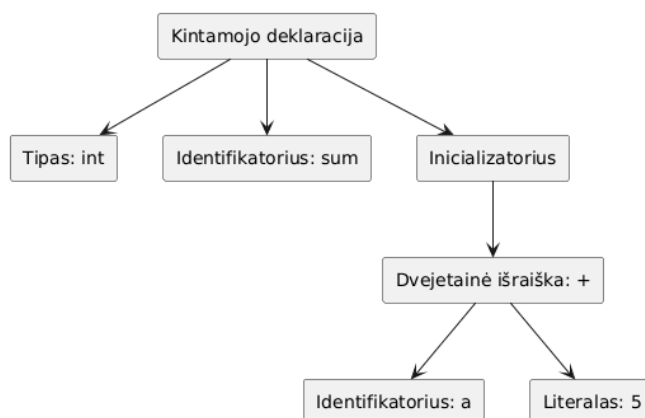 Kintamojo deklaracija
Tipas: int
Identifikatorius: sum
Inicializatorius
Dvejetainė išraiška: +
Identifikatorius: a
Literalas: 5